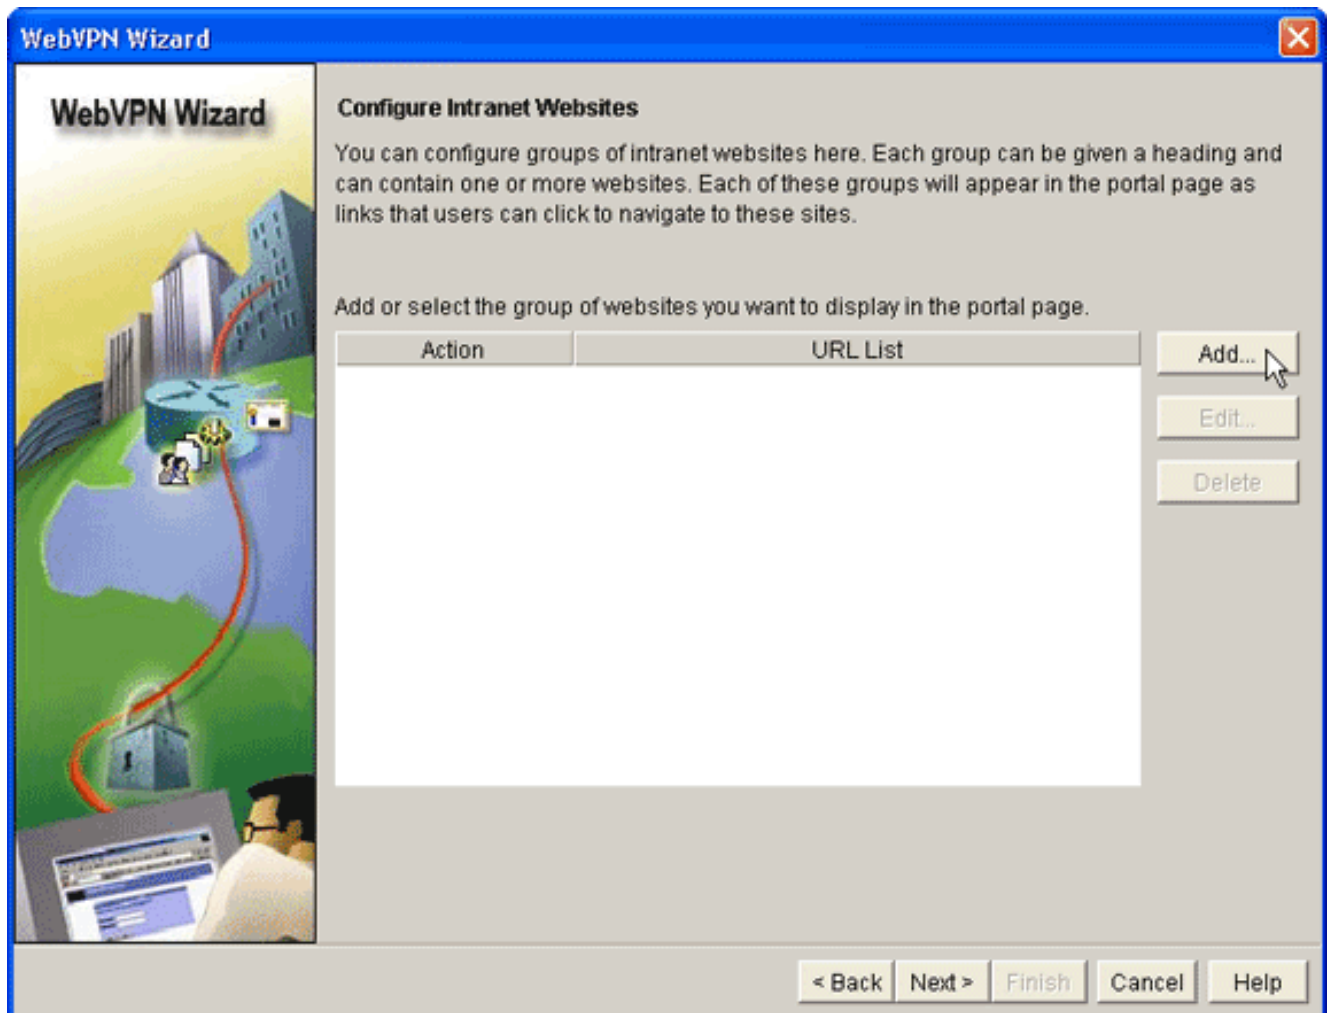 WebVPN Wizard
WebVPN Wizard
Configure Intranet Websites
You can configure groups of intranet websites here. Each group can be given a heading and
can contain one or more websites. Each of these groups will appear in the portal page as
links that users can click to navigate to these sites.
Add or select the group of websites you want to display in the portal page.
Action URL List
Add...
Edit...
Delete
< Back Next > Finish Cancel Help